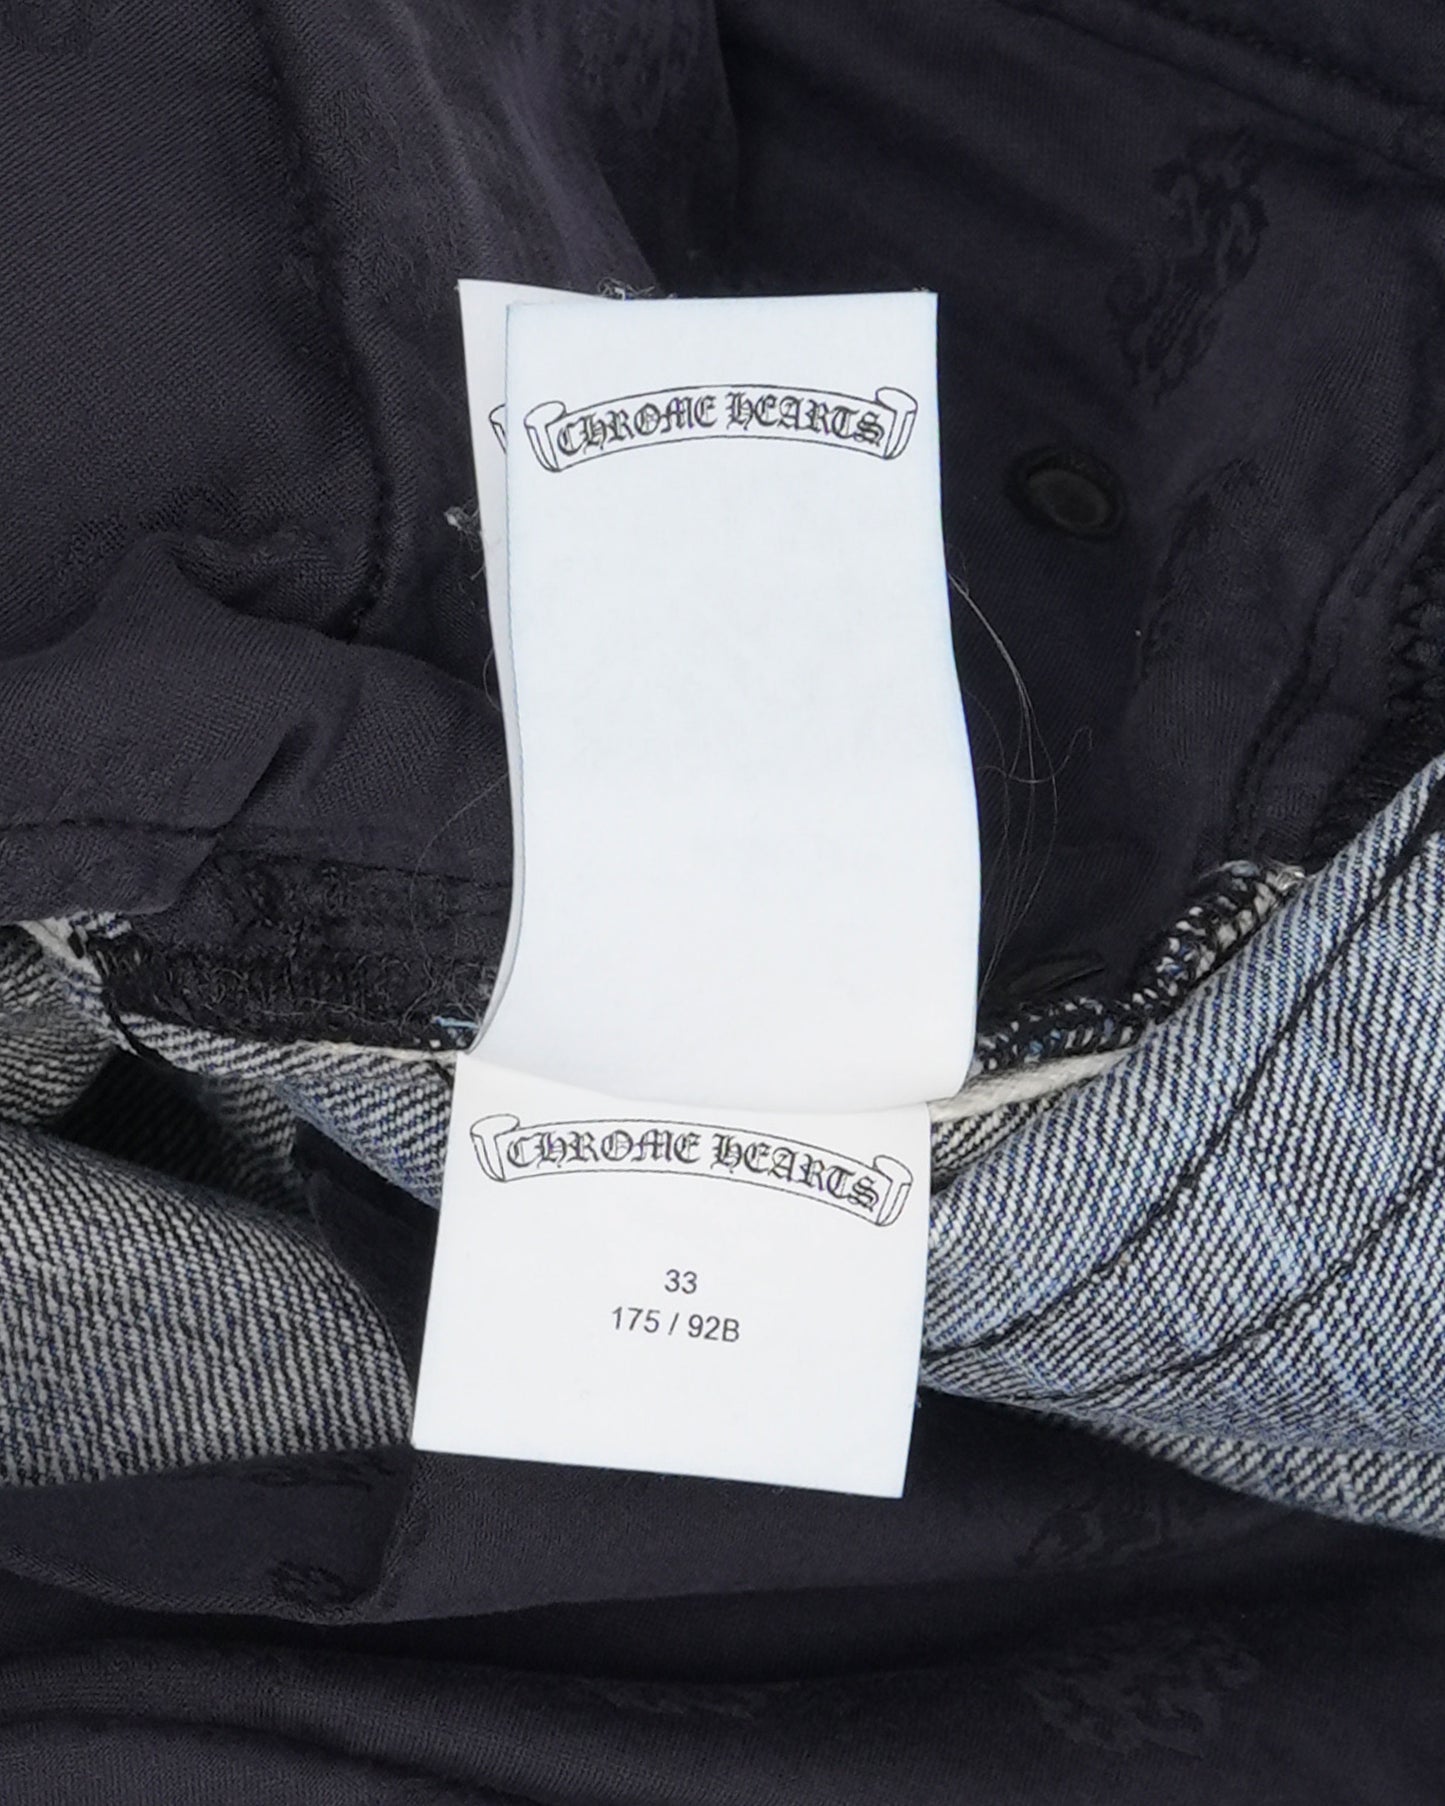 CHROME HEARTS
CHROME HEARTS
33
175 / 92B